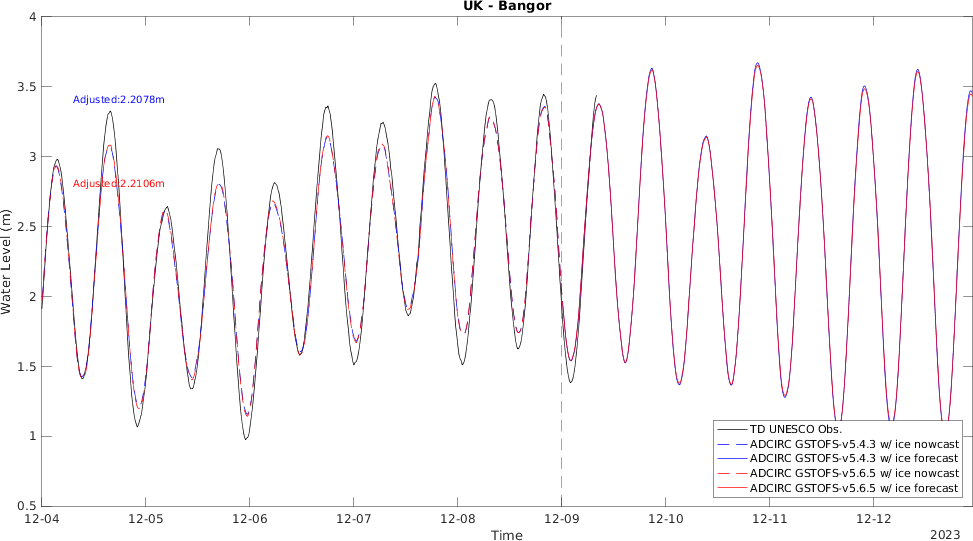 UK - Bangor
4
3.5
3
2.5
2
1.5
1
0.5
Water Level (m)
Adjusted:2.2078m
Adjusted:2.2106m
TD UNESCO Obs.
ADCIRC GSTOFS-v5.4.3 w/ ice nowcast
ADCIRC GSTOFS-v5.4.3 w/ ice forecast
ADCIRC GSTOFS-v5.6.5 w/ ice nowcast
ADCIRC GSTOFS-v5.6.5 w/ ice forecast
12-04 12-05 12-06 12-07 12-08 12-09 12-10 12-11 12-12
Time
2023